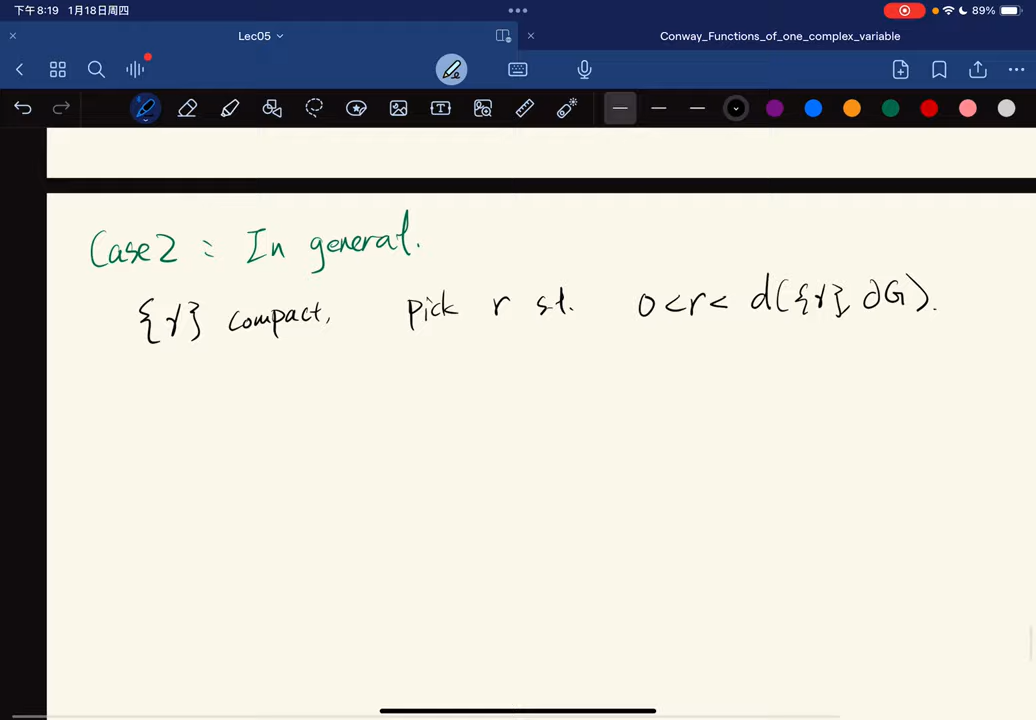 下午8:19 1月18日周四
89%
Lec05
Conway_Functions_of_one_complex_variable
Case 2 : In general.
{γ} compact, pick r st. 0<r< d({γ}, ∂G).